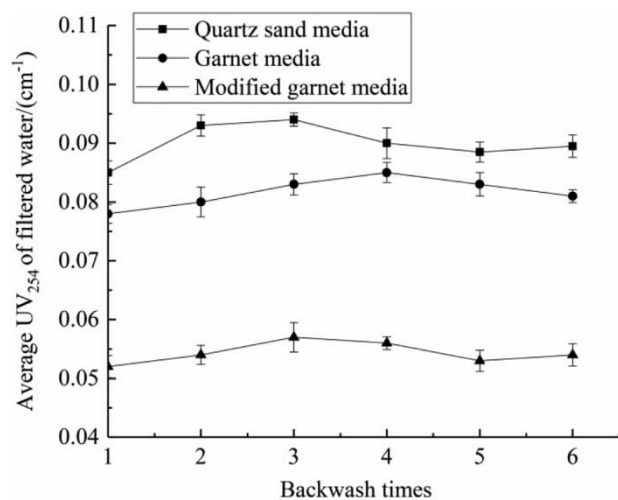 0.11
0.10
0.09
0.08
0.07
0.06
0.05
0.04
Average UV254 of filtered water/(cm-1)
Quartz sand media
Garnet media
Modified garnet media
1 2 3 4 5 6
Backwash times